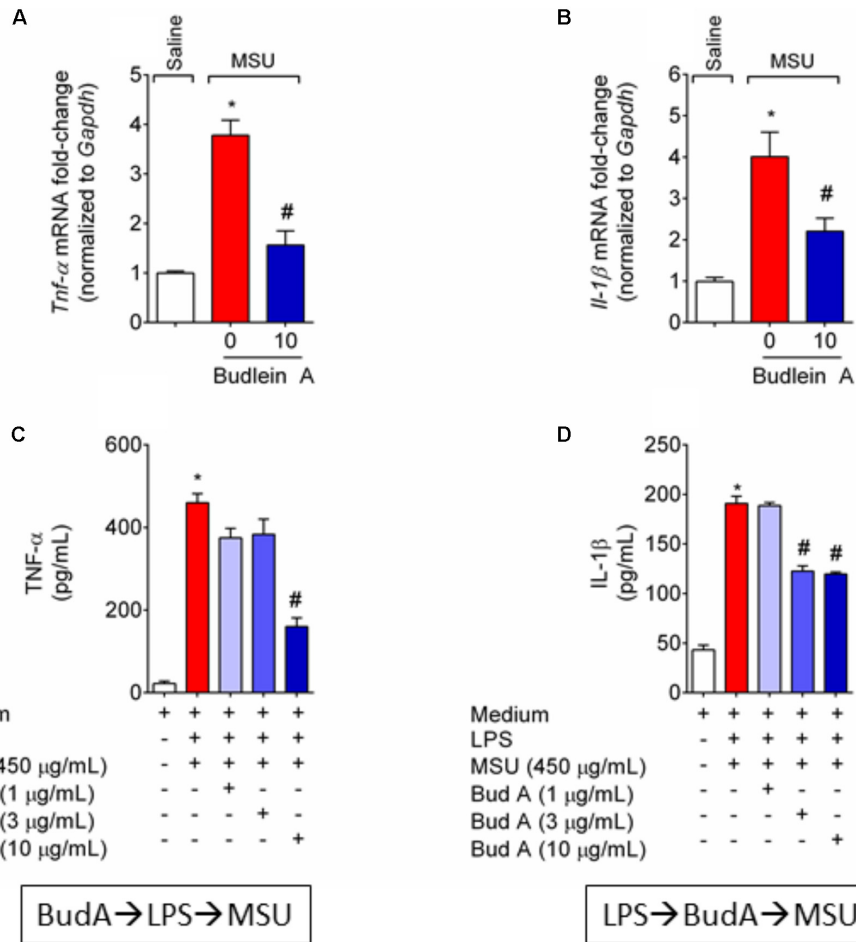 A
Saline
MSU
Tnf-α mRNA fold-change
(normalized to Gapdh)
5
4
3
2
1
0
*
#
0 10
Budlein A
B
Saline
MSU
Il-1β mRNA fold-change
(normalized to Gapdh)
6
5
4
3
2
1
0
*
#
0 10
Budlein A
C
TNF-α
(pg/mL)
600
400
200
0
*
#
+ + + + +
- + + + +
450 μg/mL) - + + + +
(1 μg/mL) - - + - -
(3 μg/mL) - - - + -
(10 μg/mL) - - - - +
BudA→LPS→MSU
D
IL-1β
(pg/mL)
250
200
150
100
50
0
*
# #
Medium + + + + +
LPS - + + + +
MSU (450 μg/mL) - + + + +
Bud A (1 μg/mL) - - + - -
Bud A (3 μg/mL) - - - + -
Bud A (10 μg/mL) - - - - +
LPS→BudA→MSU